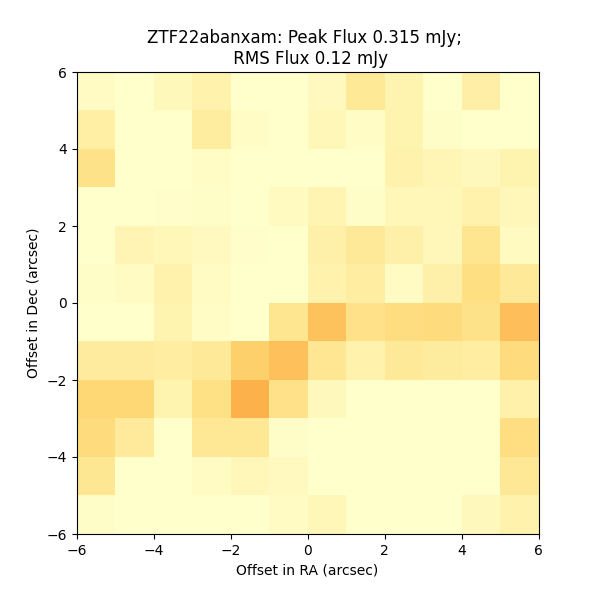 ZTF22abanxam: Peak Flux 0.315 mJy;
RMS Flux 0.12 mJy
6
4
2
0
−2
−4
−6
Offset in Dec (arcsec)
−6 −4 −2 0 2 4 6
Offset in RA (arcsec)